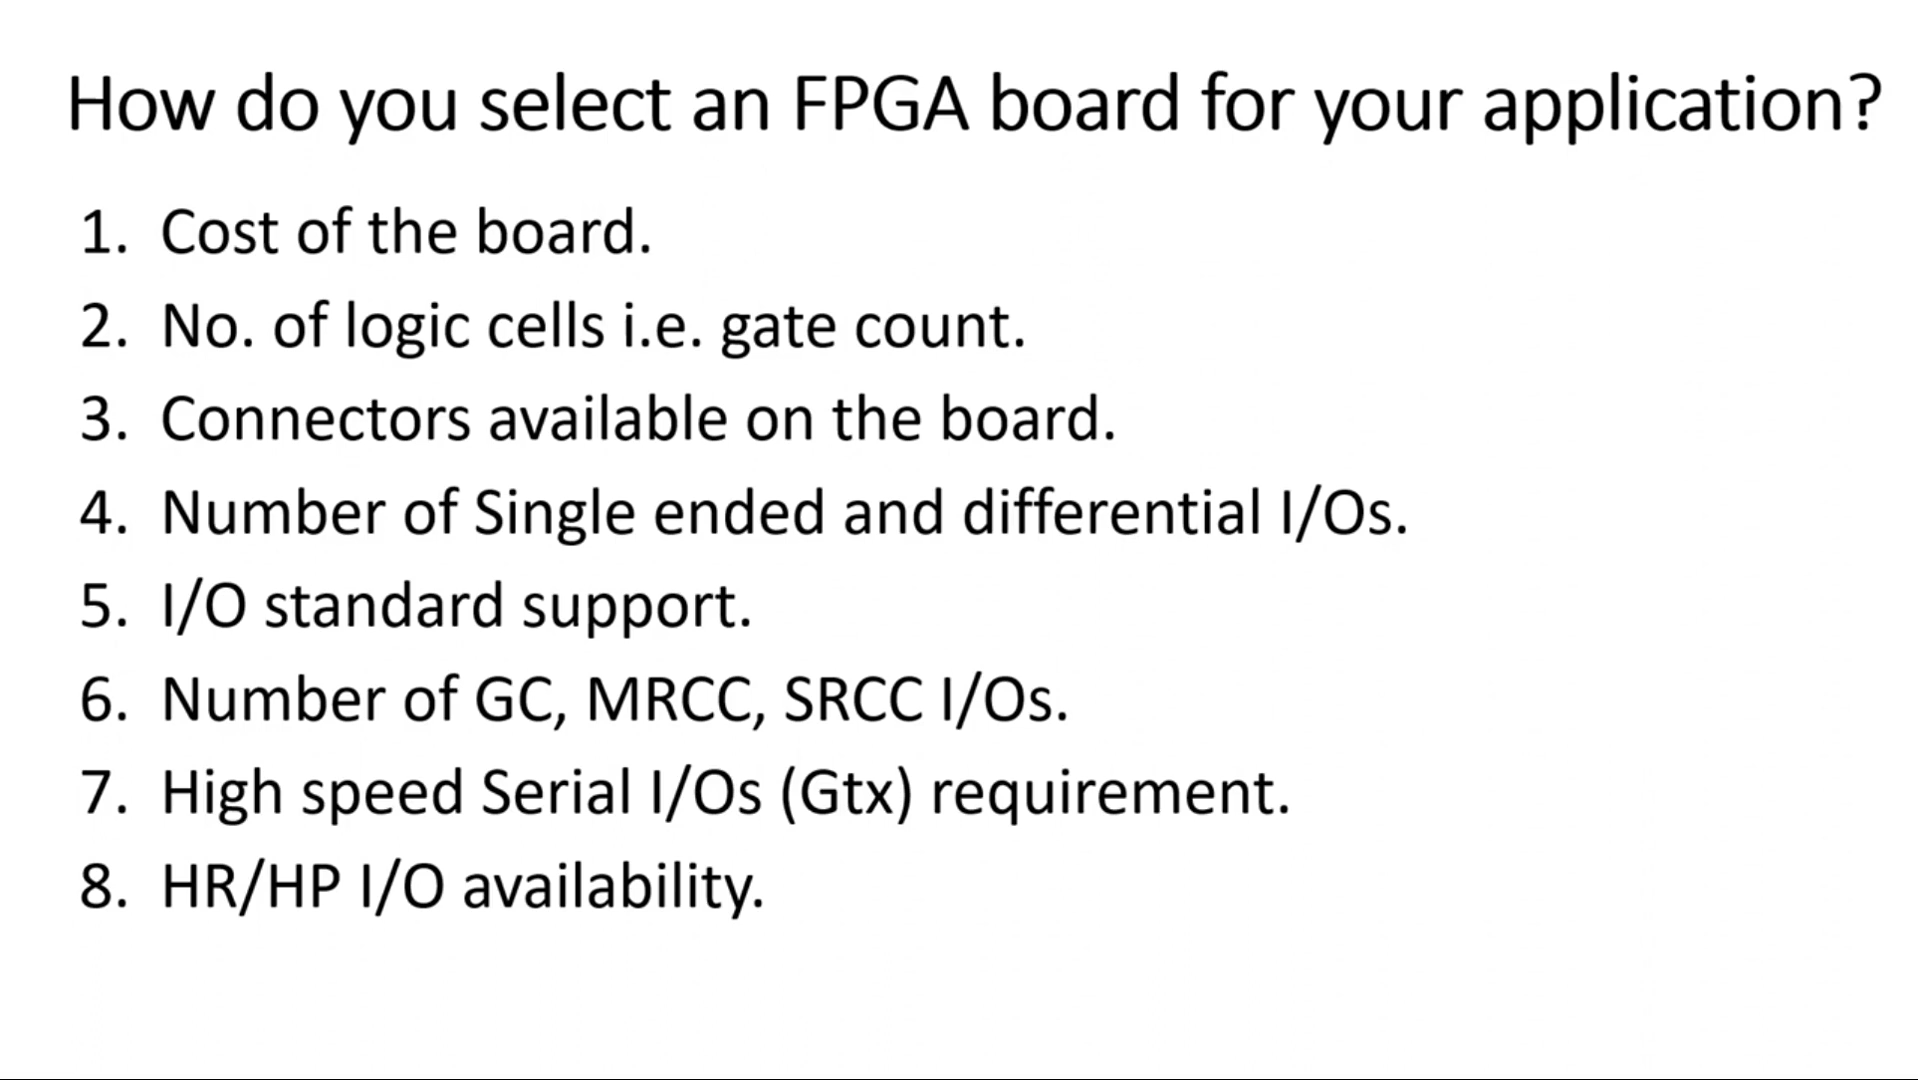 How do you select an FPGA board for your application?
1. Cost of the board.
2. No. of logic cells i.e. gate count.
3. Connectors available on the board.
4. Number of Single ended and differential I/Os.
5. I/O standard support.
6. Number of GC, MRCC, SRCC I/Os.
7. High speed Serial I/Os (Gtx) requirement.
8. HR/HP I/O availability.